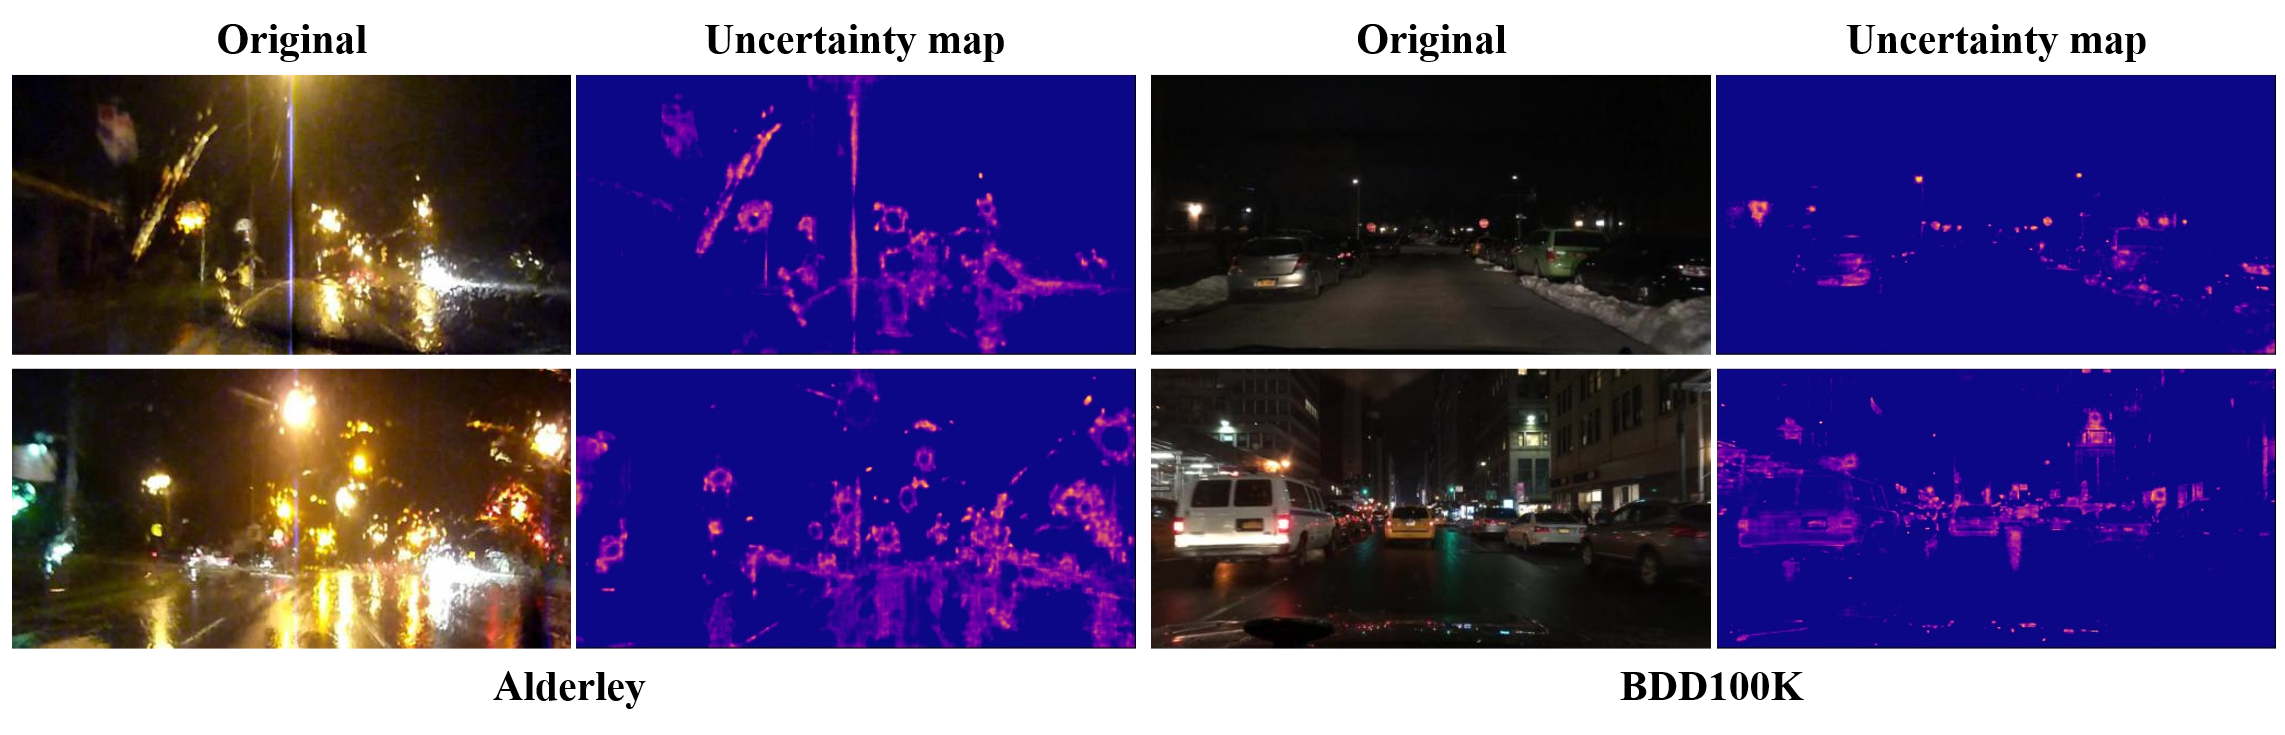 Original
Uncertainty map
Original
Uncertainty map
Alderley
BDD100K